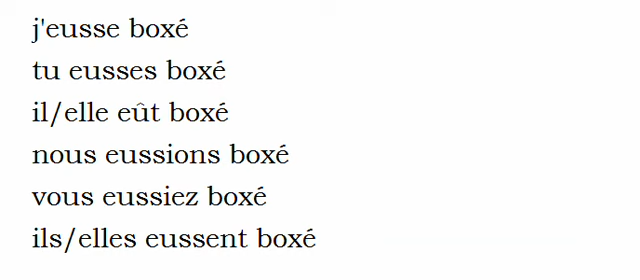 j'eusse boxé
tu eusses boxé
il/elle eût boxé
nous eussions boxé
vous eussiez boxé
ils/elles eussent boxé